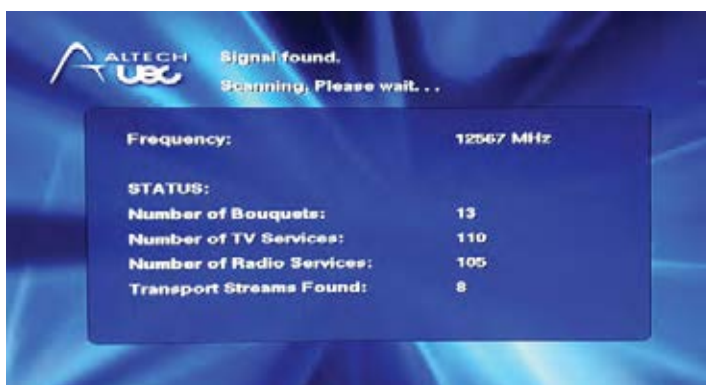 ALTECH
UEC
Signal found.
Scanning, Please wait. . .
Frequency: 12567 MHz
STATUS:
Number of Bouquets: 13
Number of TV Services: 110
Number of Radio Services: 105
Transport Streams Found: 8